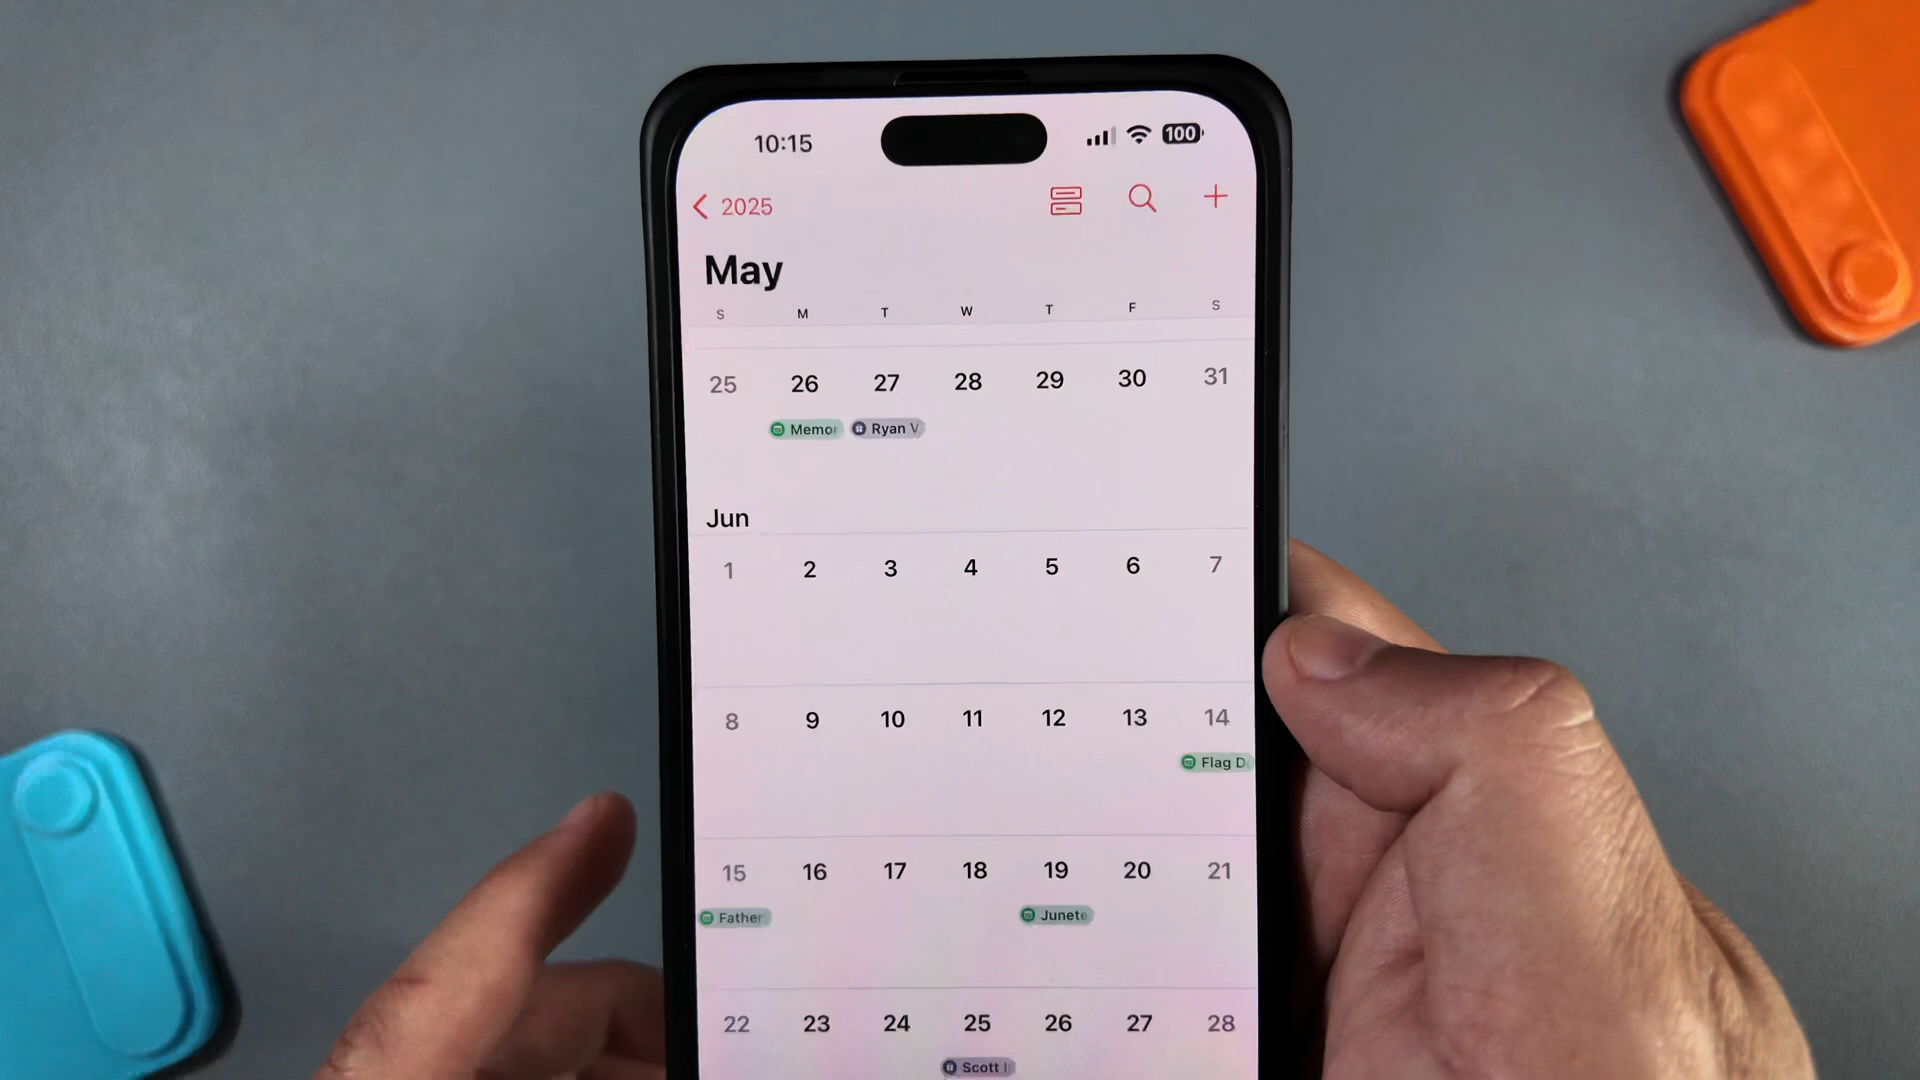 10:15 100
2025
May
S M T W T F S
25 26 27 28 29 30 31
Memor Ryan V
Jun
1 2 3 4 5 6 7
8 9 10 11 12 13 14
Flag D
15 16 17 18 19 20 21
Father Junete
22 23 24 25 26 27 28
Scott